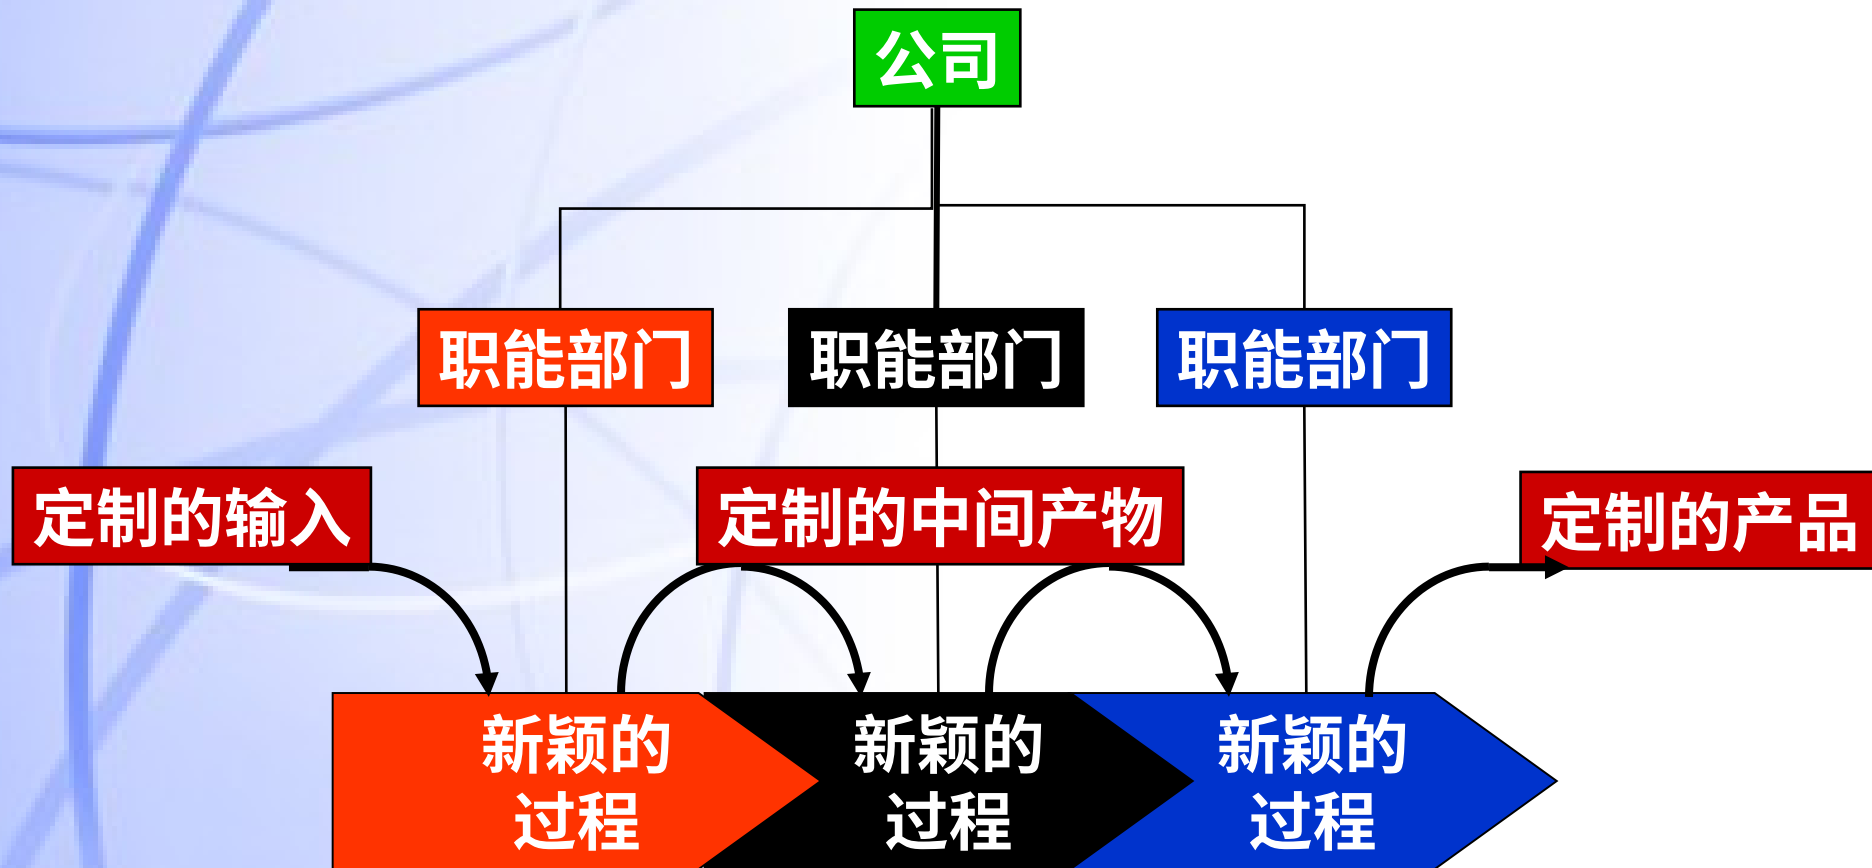 公司
职能部门
职能部门
职能部门
定制的输入
定制的中间产物
定制的产品
新颖的
过程
新颖的
过程
新颖的
过程